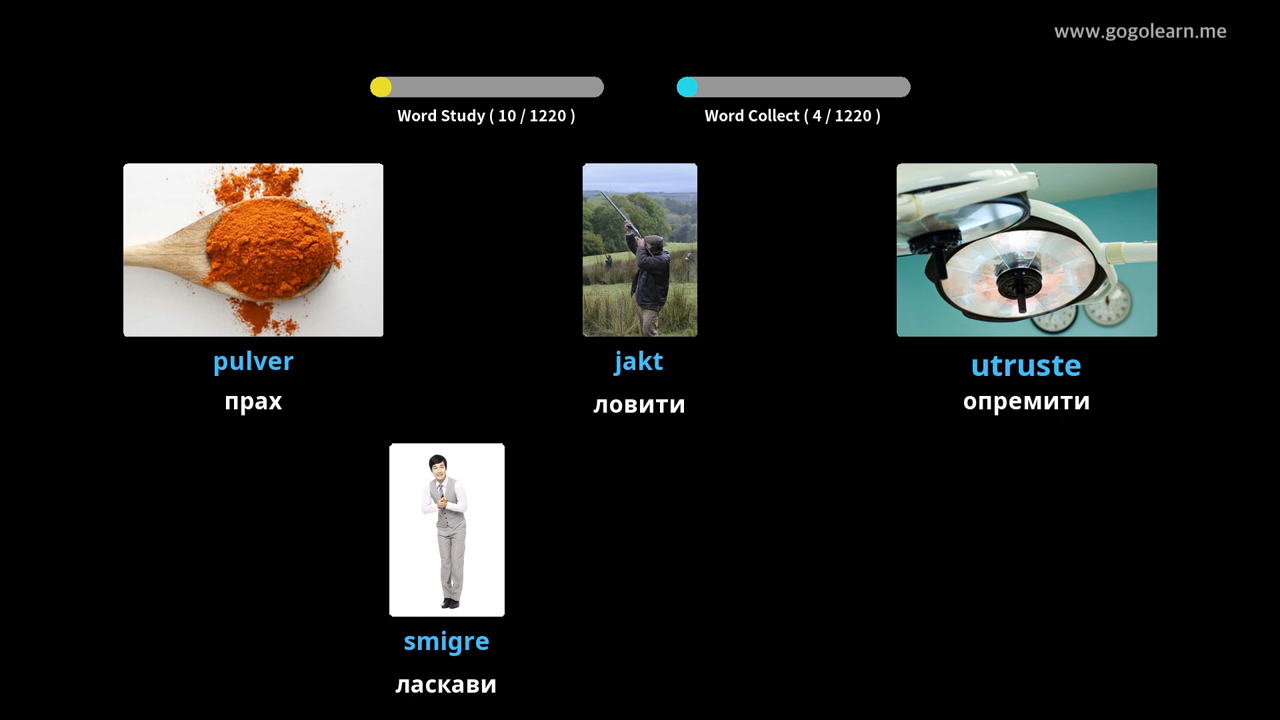 www.gogolearn.me
Word Study ( 10 / 1220 )
Word Collect ( 4 / 1220 )
pulver
jakt
utruste
прах
ловити
опремити
smigre
ласкави